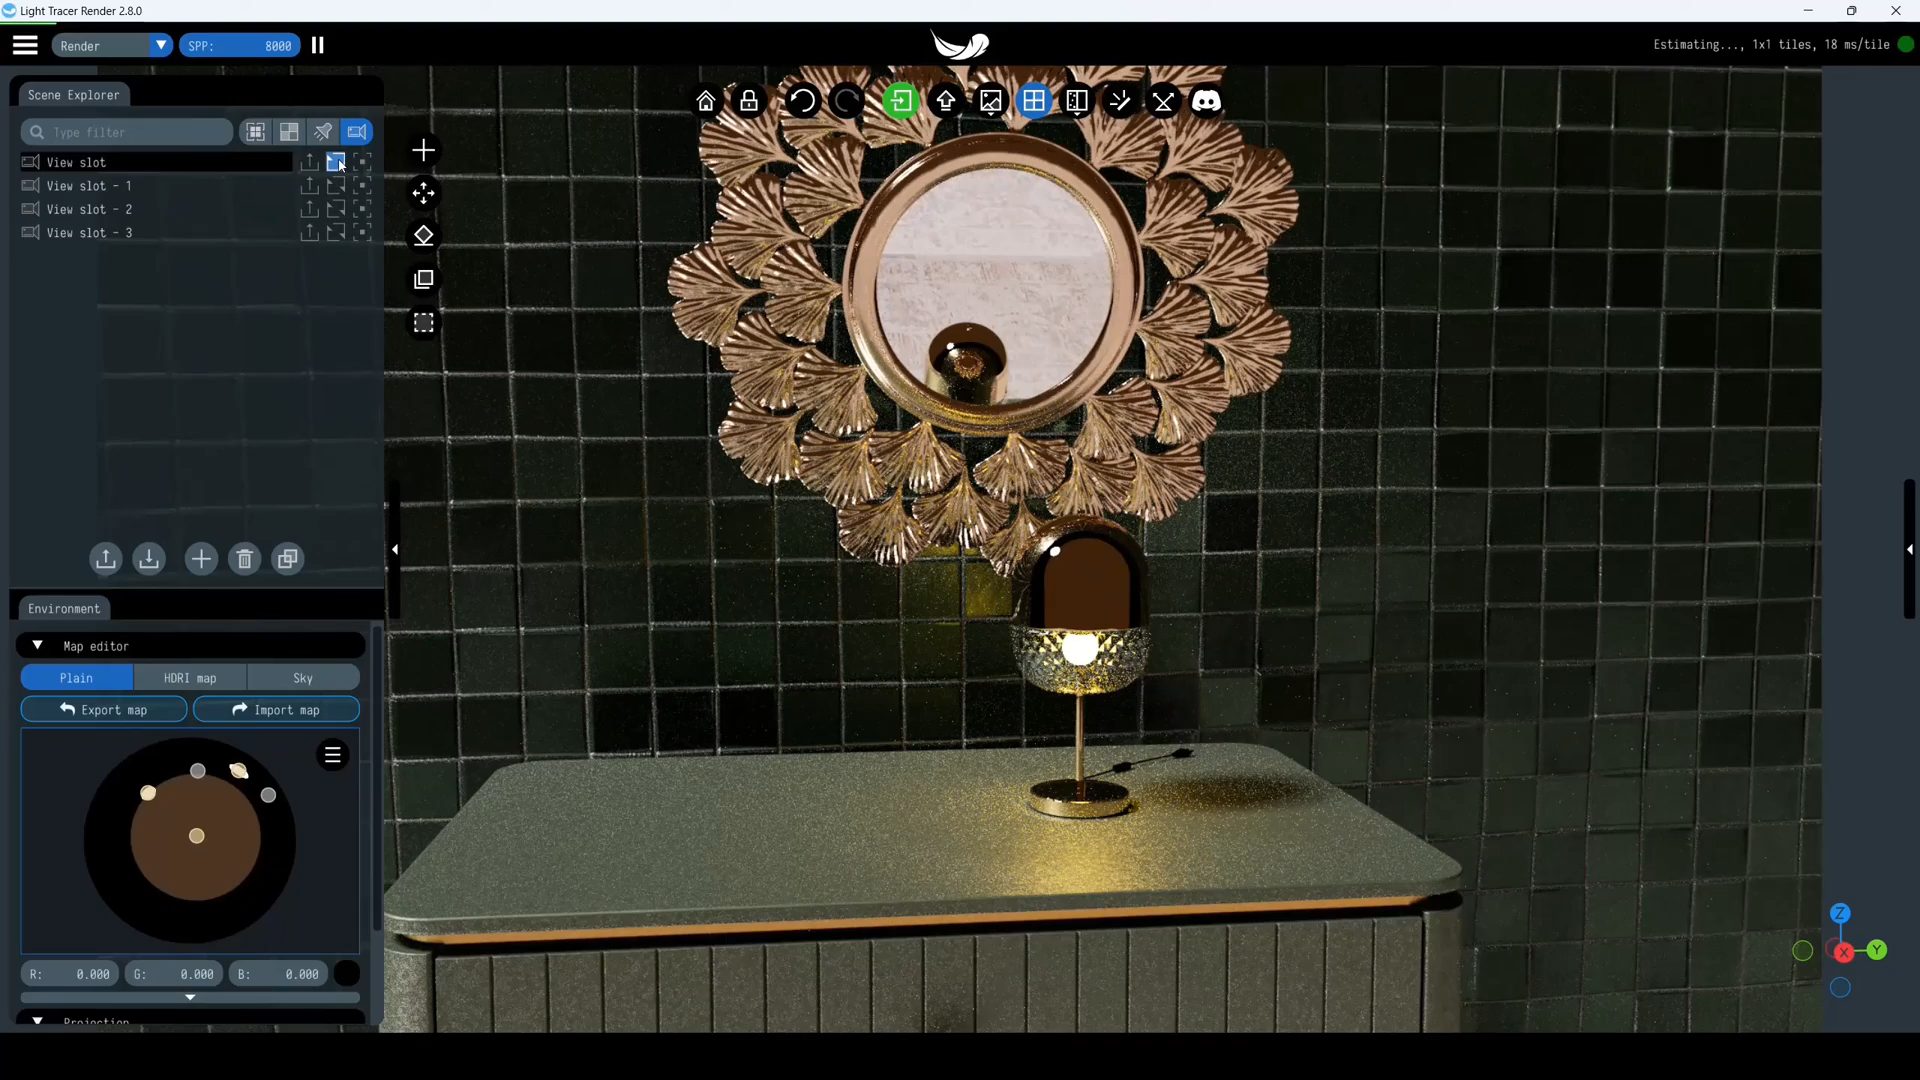 Light Tracer Render 2.8.0
Render
SPP: 8000
Estimating..., 1x1 tiles, 18 ms/tile
Scene Explorer
Type filter
View slot
View slot - 1
View slot - 2
View slot - 3
Environment
Map editor
Plain
HDRI map
Sky
Export map
Import map
R: 0.000
G: 0.000
B: 0.000
Projection
Z
X
Y